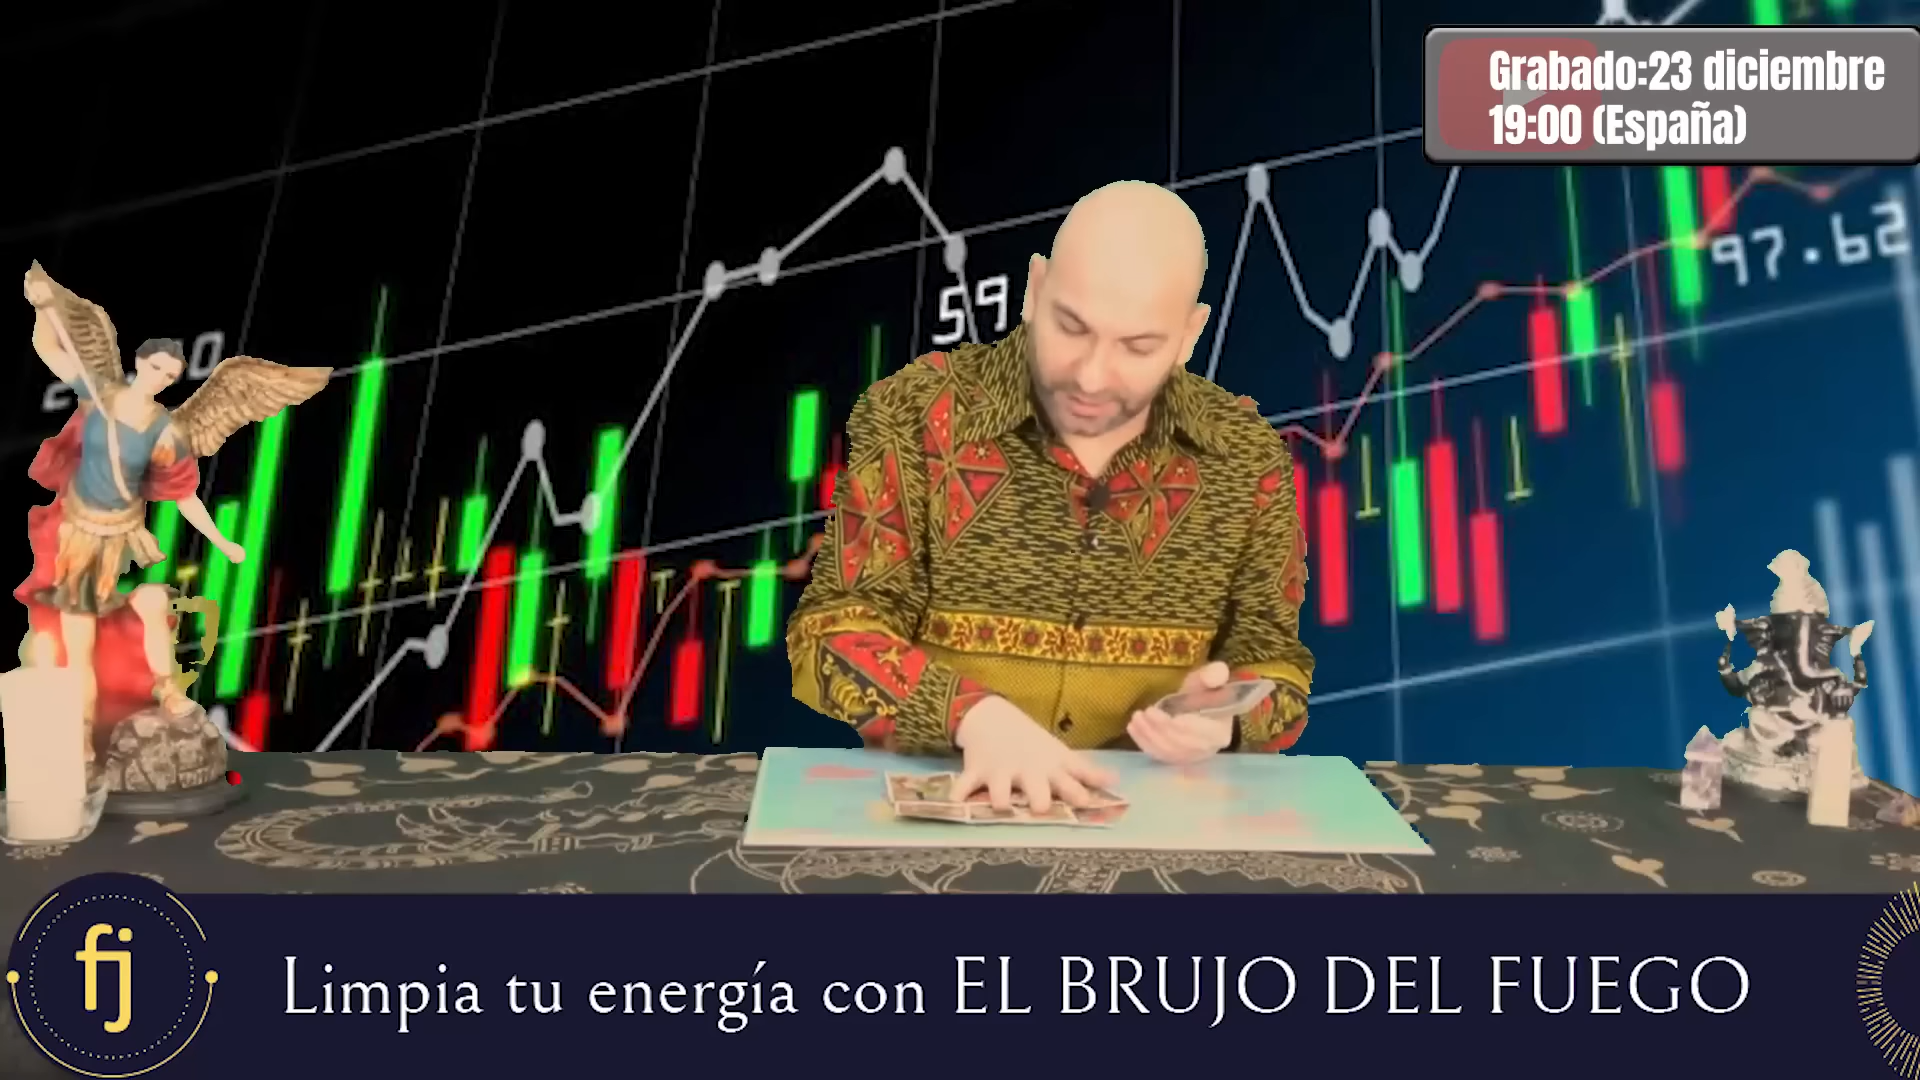 Grabado:23 diciembre
19:00 (España)
59
97.62
fj
Limpia tu energía con EL BRUJO DEL FUEGO